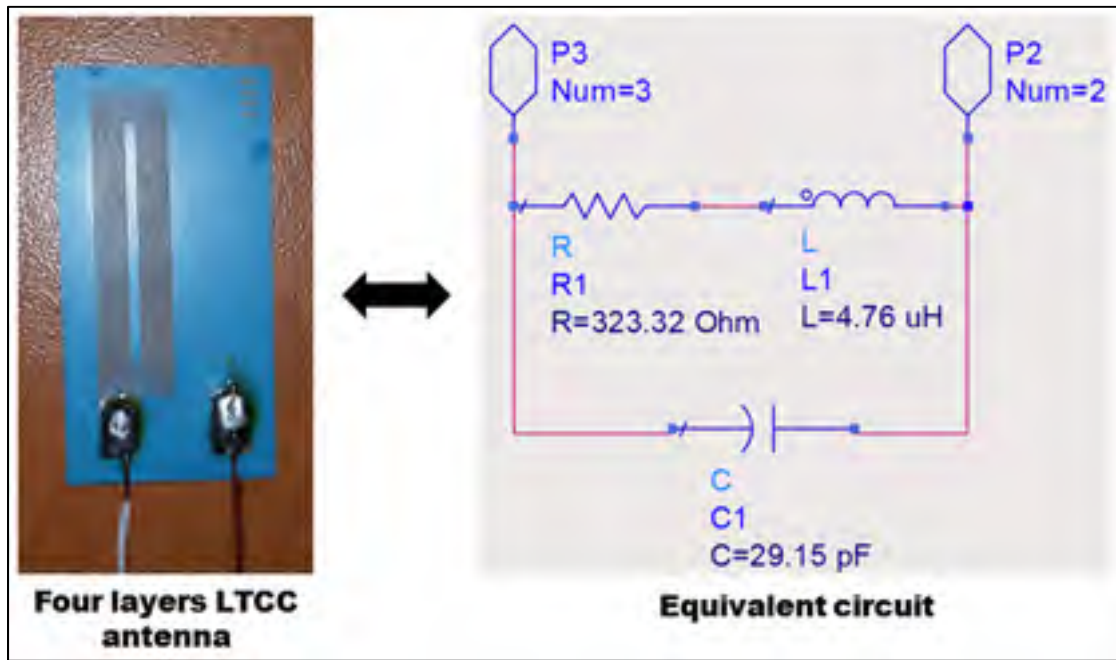 P3
Num=3
P2
Num=2
R
R1
R=323.32 Ohm
L
L1
L=4.76 uH
C
C1
C=29.15 pF
Four layers LTCC
antenna
Equivalent circuit